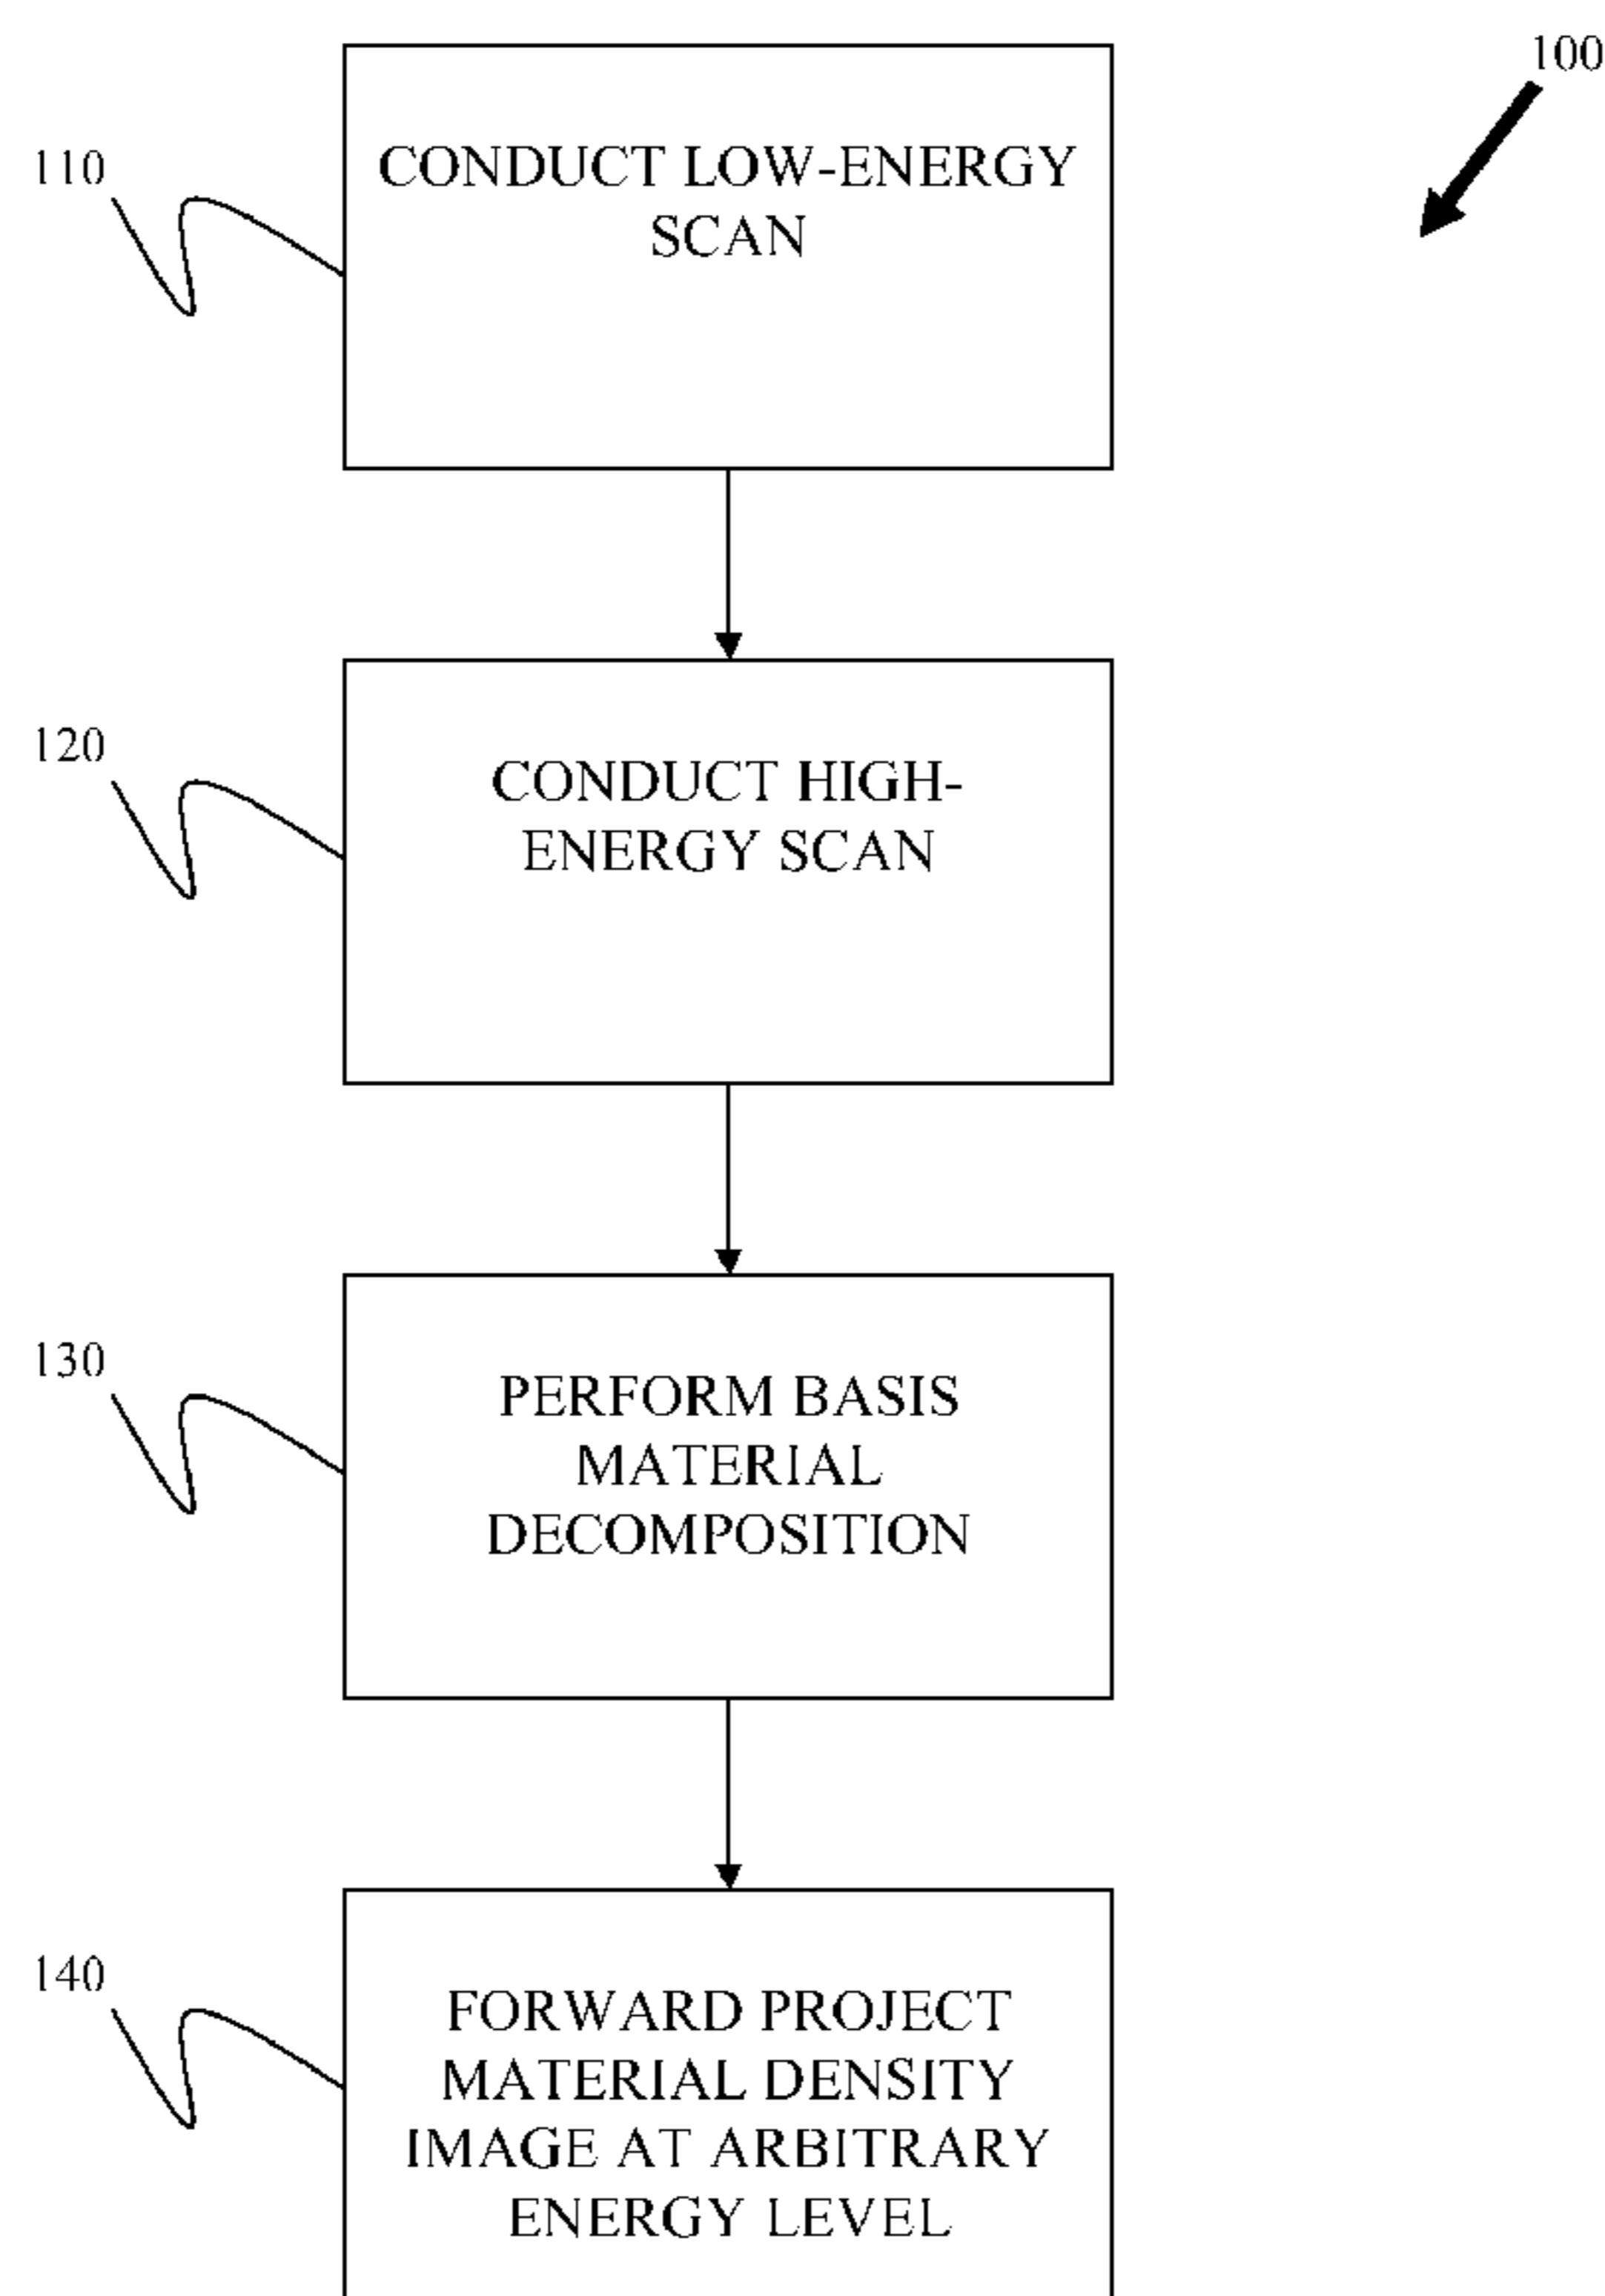 100
110
CONDUCT LOW-ENERGY
SCAN
120
CONDUCT HIGH-
ENERGY SCAN
130
PERFORM BASIS
MATERIAL
DECOMPOSITION
140
FORWARD PROJECT
MATERIAL DENSITY
IMAGE AT ARBITRARY
ENERGY LEVEL